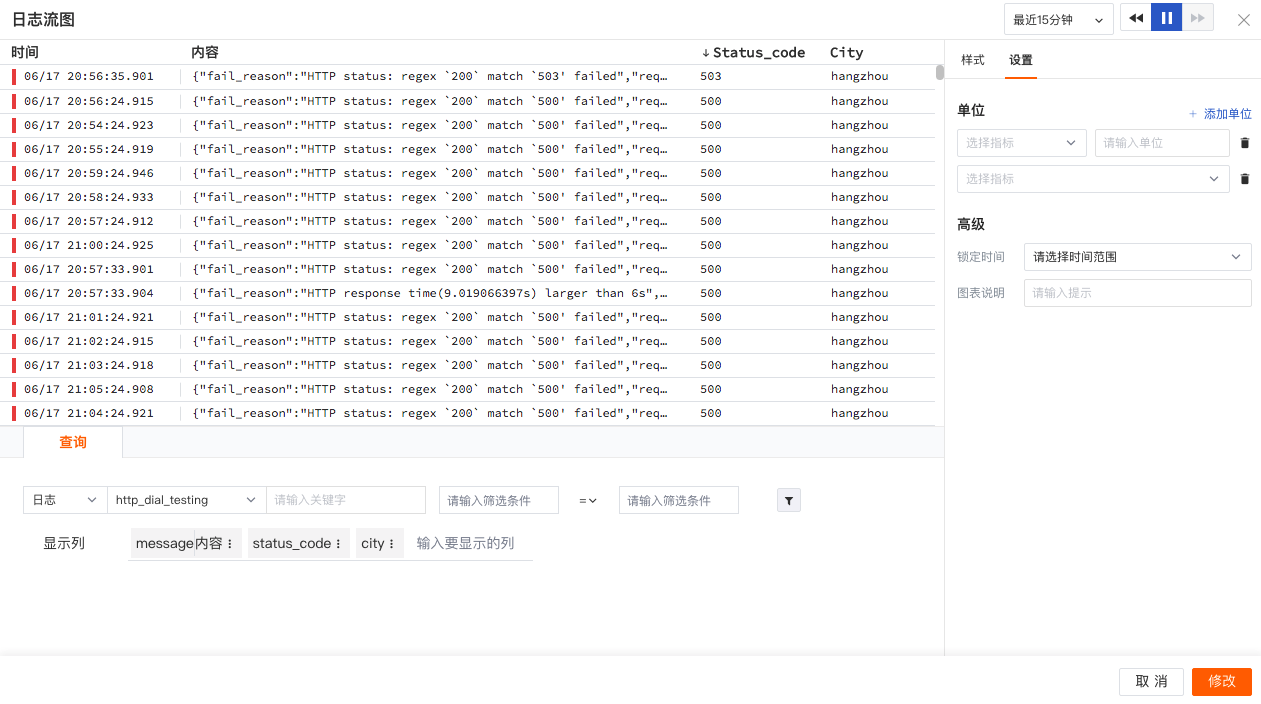 日志流图
最近15分钟
时间 内容 ↓Status_code City
06/17 20:56:35.901 {"fail_reason":"HTTP status: regex `200` match `503' failed","req… 503 hangzhou
06/17 20:56:24.915 {"fail_reason":"HTTP status: regex `200` match `500' failed","req… 500 hangzhou
06/17 20:54:24.923 {"fail_reason":"HTTP status: regex `200` match `500' failed","req… 500 hangzhou
06/17 20:55:24.919 {"fail_reason":"HTTP status: regex `200` match `500' failed","req… 500 hangzhou
06/17 20:59:24.946 {"fail_reason":"HTTP status: regex `200` match `500' failed","req… 500 hangzhou
06/17 20:58:24.933 {"fail_reason":"HTTP status: regex `200` match `500' failed","req… 500 hangzhou
06/17 20:57:24.912 {"fail_reason":"HTTP status: regex `200` match `500' failed","req… 500 hangzhou
06/17 21:00:24.925 {"fail_reason":"HTTP status: regex `200` match `500' failed","req… 500 hangzhou
06/17 20:57:33.901 {"fail_reason":"HTTP status: regex `200` match `500' failed","req… 500 hangzhou
06/17 20:57:33.904 {"fail_reason":"HTTP response time(9.019066397s) larger than 6s",… 500 hangzhou
06/17 21:01:24.921 {"fail_reason":"HTTP status: regex `200` match `500' failed","req… 500 hangzhou
06/17 21:02:24.915 {"fail_reason":"HTTP status: regex `200` match `500' failed","req… 500 hangzhou
06/17 21:03:24.918 {"fail_reason":"HTTP status: regex `200` match `500' failed","req… 500 hangzhou
06/17 21:05:24.908 {"fail_reason":"HTTP status: regex `200` match `500' failed","req… 500 hangzhou
06/17 21:04:24.921 {"fail_reason":"HTTP status: regex `200` match `500' failed","req… 500 hangzhou
查询
日志 http_dial_testing 请输入关键字 请输入筛选条件 = 请输入筛选条件
显示列 message 内容 status_code city 输入要显示的列
样式 设置
单位 + 添加单位
选择指标 请输入单位
选择指标
高级
锁定时间 请选择时间范围
图表说明 请输入提示
取 消 修改